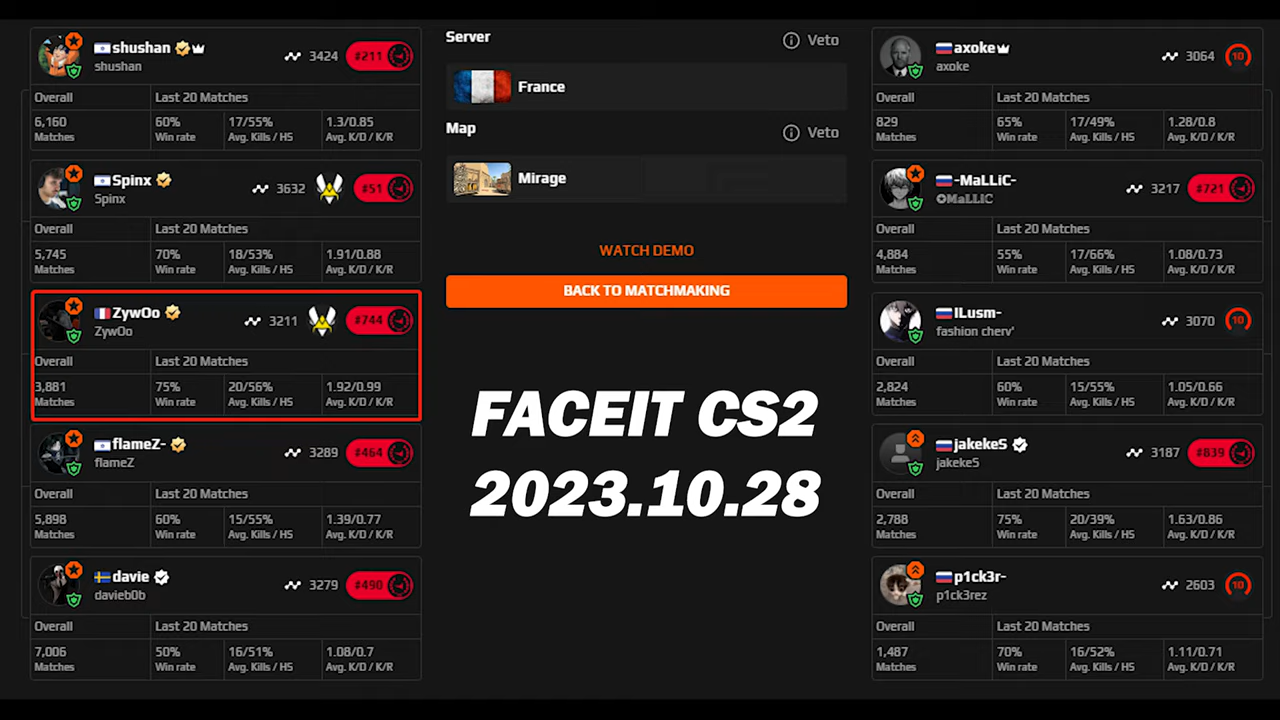 shushan
shushan
3424
#211
Overall
Last 20 Matches
6,160
Matches
60%
Win rate
17/55%
Avg. Kills / HS
1.3/0.85
Avg. K/D / K/R
Spinx
Spinx
3632
#51
Overall
Last 20 Matches
5,745
Matches
70%
Win rate
18/53%
Avg. Kills / HS
1.91/0.88
Avg. K/D / K/R
ZywOo
ZywOo
3211
#744
Overall
Last 20 Matches
3,881
Matches
75%
Win rate
20/56%
Avg. Kills / HS
1.92/0.99
Avg. K/D / K/R
flameZ-
flameZ
3289
#464
Overall
Last 20 Matches
5,898
Matches
60%
Win rate
15/55%
Avg. Kills / HS
1.39/0.77
Avg. K/D / K/R
davie
davieb0b
3279
#490
Overall
Last 20 Matches
7,006
Matches
50%
Win rate
16/51%
Avg. Kills / HS
1.08/0.7
Avg. K/D / K/R
Server
Veto
France
Map
Veto
Mirage
WATCH DEMO
BACK TO MATCHMAKING
FACEIT CS2
2023.10.28
axoke
axoke
3064
10
Overall
Last 20 Matches
829
Matches
65%
Win rate
17/49%
Avg. Kills / HS
1.28/0.8
Avg. K/D / K/R
-MaLLiC-
✪MaLLiC
3217
#721
Overall
Last 20 Matches
4,884
Matches
55%
Win rate
17/66%
Avg. Kills / HS
1.08/0.73
Avg. K/D / K/R
ILusm-
fashion cherv'
3070
10
Overall
Last 20 Matches
2,824
Matches
60%
Win rate
15/55%
Avg. Kills / HS
1.05/0.66
Avg. K/D / K/R
jakekeS
jakekeS
3187
#839
Overall
Last 20 Matches
2,788
Matches
75%
Win rate
20/39%
Avg. Kills / HS
1.63/0.86
Avg. K/D / K/R
p1ck3r-
p1ck3rez
2603
10
Overall
Last 20 Matches
1,487
Matches
70%
Win rate
16/52%
Avg. Kills / HS
1.11/0.71
Avg. K/D / K/R